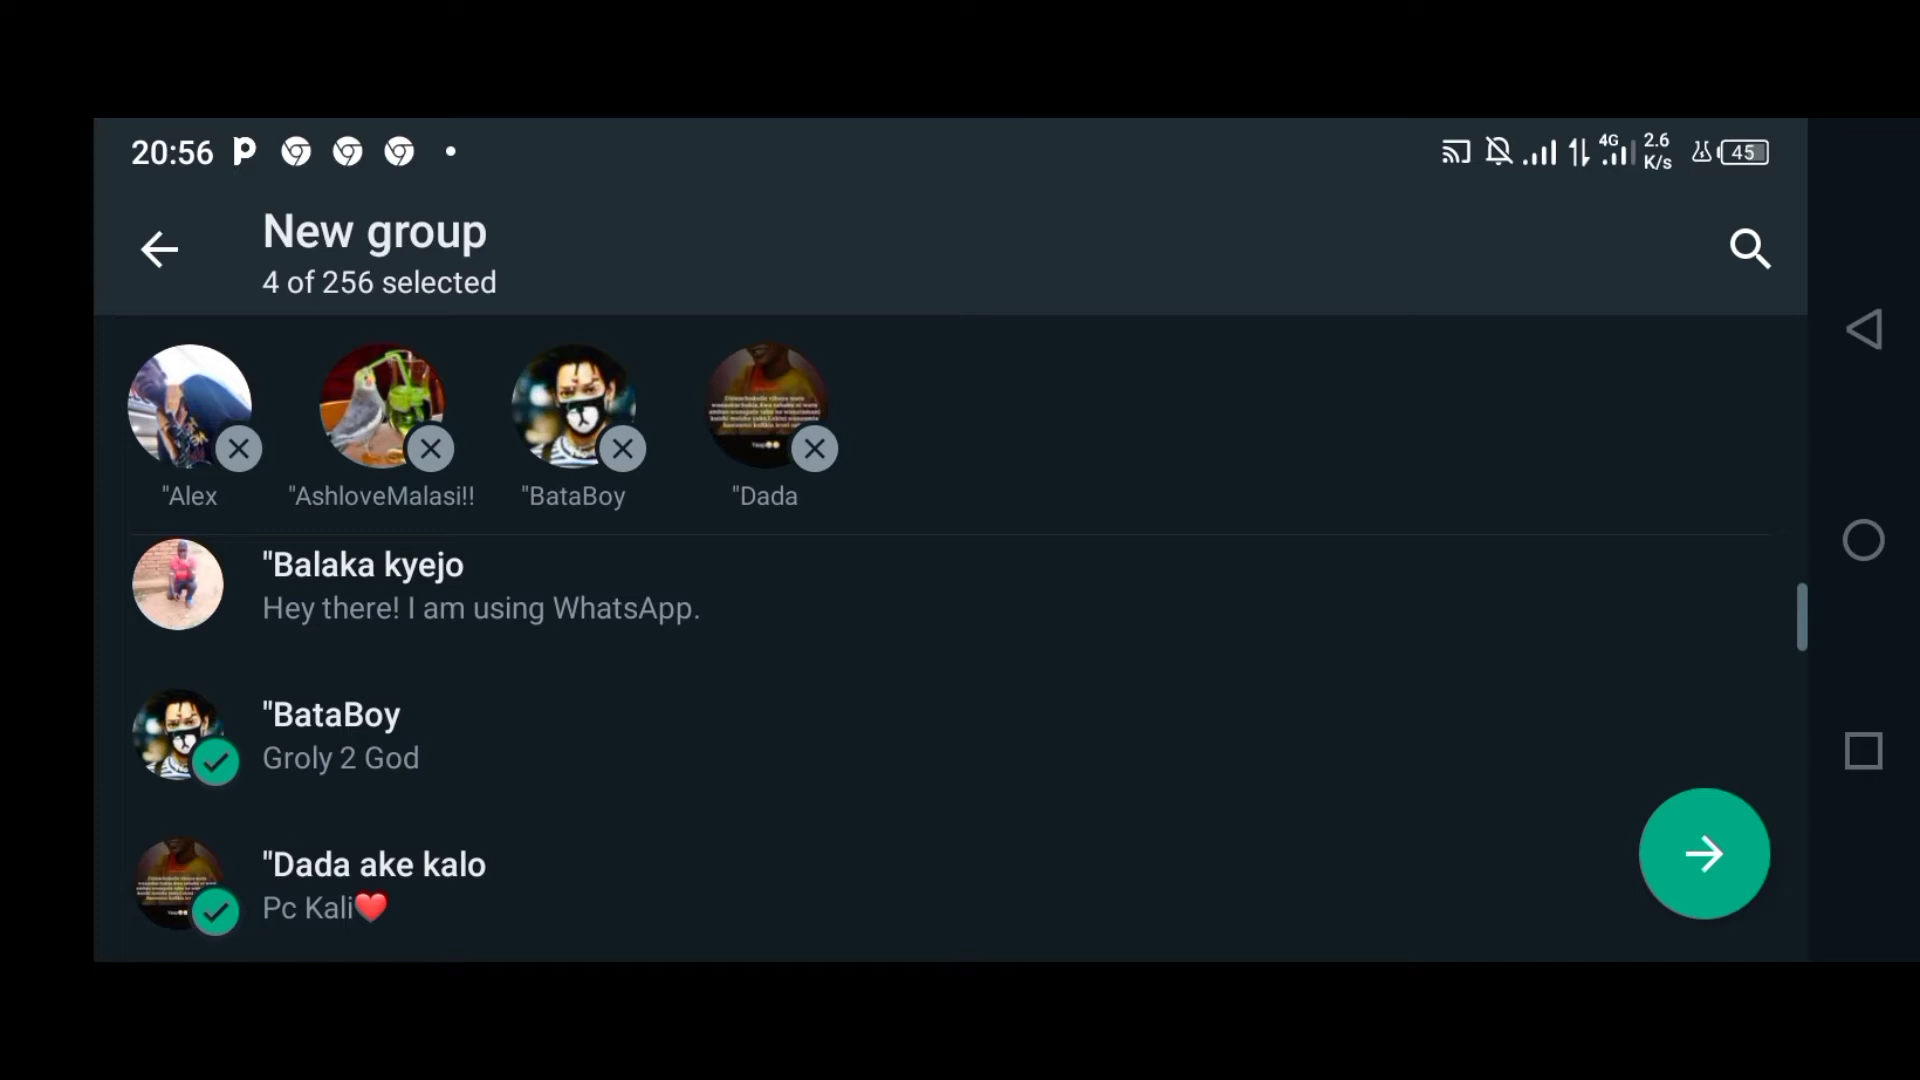 20:56
4G 2.6 K/s 45
New group
4 of 256 selected
"Alex "AshloveMalasi!! "BataBoy "Dada
"Balaka kyejo
Hey there! I am using WhatsApp.
"BataBoy
Groly 2 God
"Dada ake kalo
Pc Kali❤️